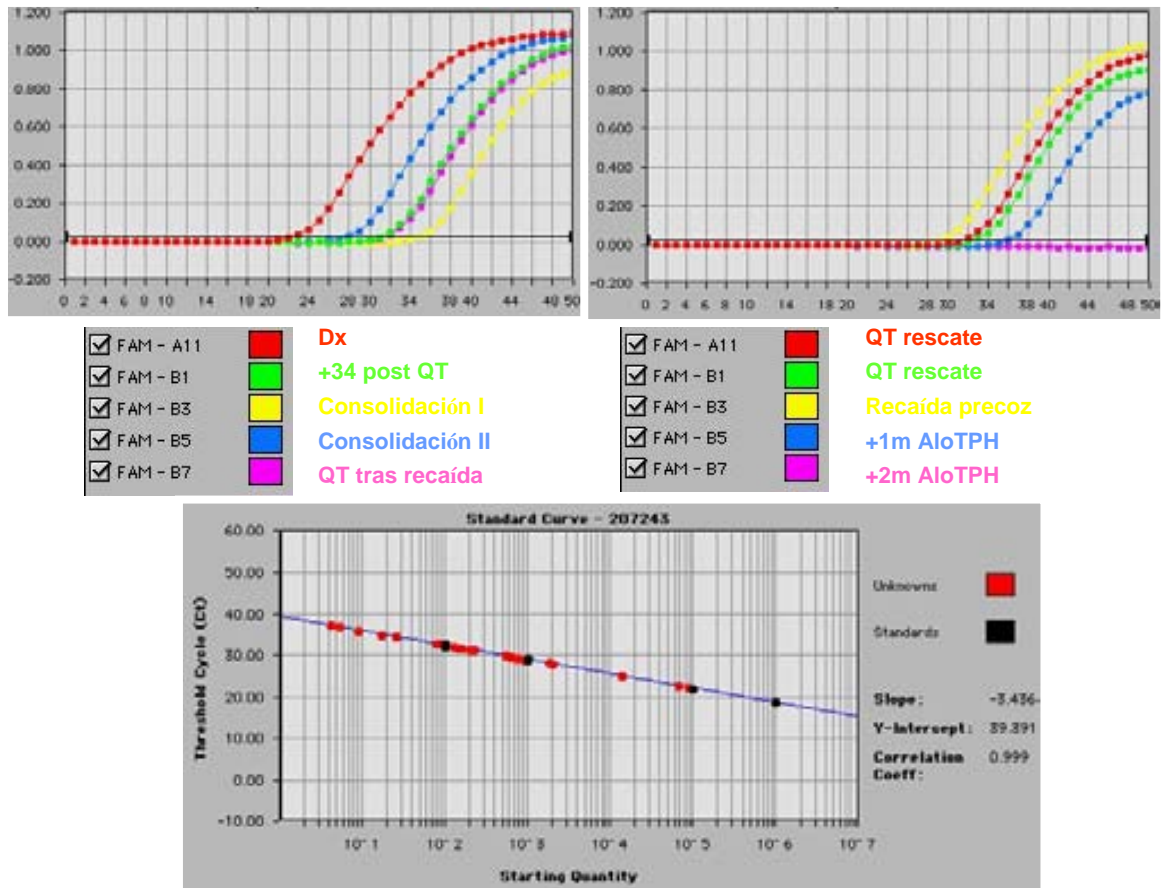 1.200
1.000
0.800
0.600
0.400
0.200
0.000
-0.200
0 2 4 6 8 10 12 14 16 18 20 24 28 30 34 38 40 44 48 50
1.200
1.000
0.800
0.600
0.400
0.200
0.000
-0.200
0 2 4 6 8 10 12 14 16 18 20 24 28 30 34 38 40 44 48 50
FAM - A11 Dx
FAM - B1 +34 post QT
FAM - B3 Consolidación I
FAM - B5 Consolidación II
FAM - B7 QT tras recaída
FAM - A11 QT rescate
FAM - B1 QT rescate
FAM - B3 Recaída precoz
FAM - B5 +1m AloTPH
FAM - B7 +2m AloTPH
Standard Curve - 207243
Threshold Cycle (Ct)
60.00
50.00
40.00
30.00
20.00
10.00
0.00
-10.00
10^ 1 10^ 2 10^ 3 10^ 4 10^ 5 10^ 6 10^ 7
Starting Quantity
Unknowns
Standards
Slope: -3.436
Y-Intercept: 39.391
Correlation 0.999
Coeff: